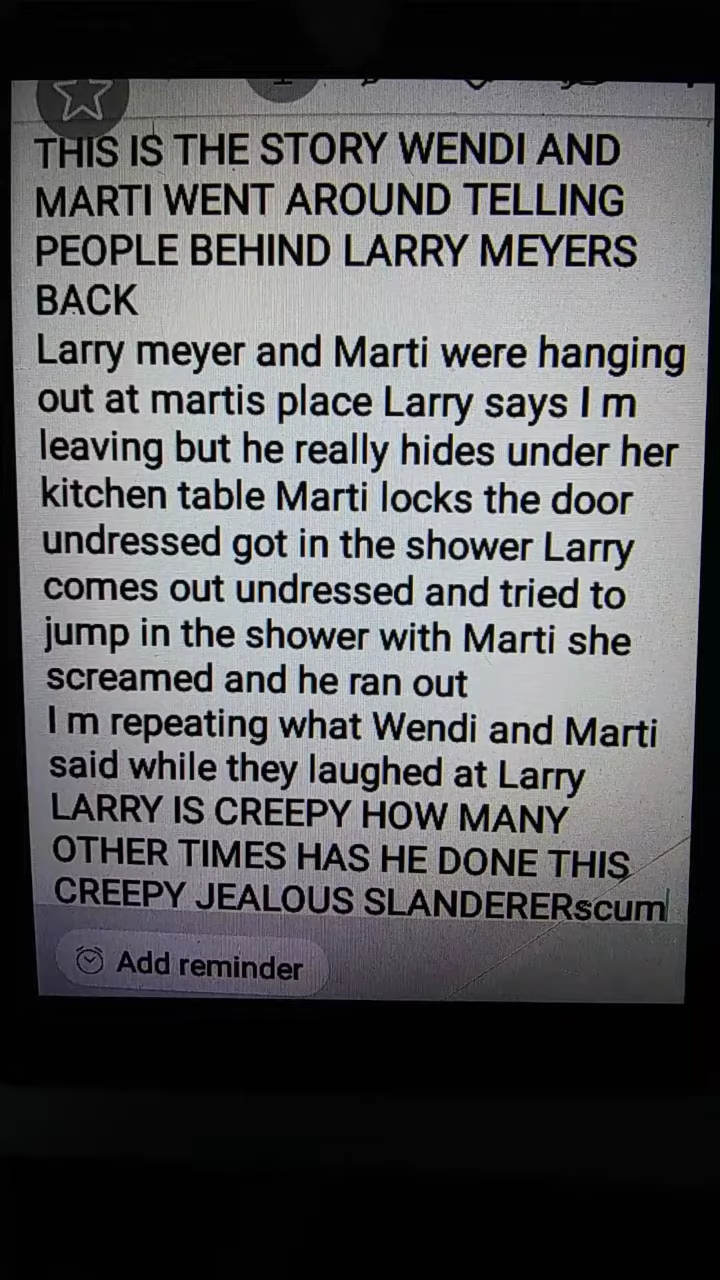 THIS IS THE STORY WENDI AND
MARTI WENT AROUND TELLING
PEOPLE BEHIND LARRY MEYERS
BACK
Larry meyer and Marti were hanging
out at martis place Larry says I m
leaving but he really hides under her
kitchen table Marti locks the door
undressed got in the shower Larry
comes out undressed and tried to
jump in the shower with Marti she
screamed and he ran out
I m repeating what Wendi and Marti
said while they laughed at Larry
LARRY IS CREEPY HOW MANY
OTHER TIMES HAS HE DONE THIS
CREEPY JEALOUS SLANDERERscum
Add reminder